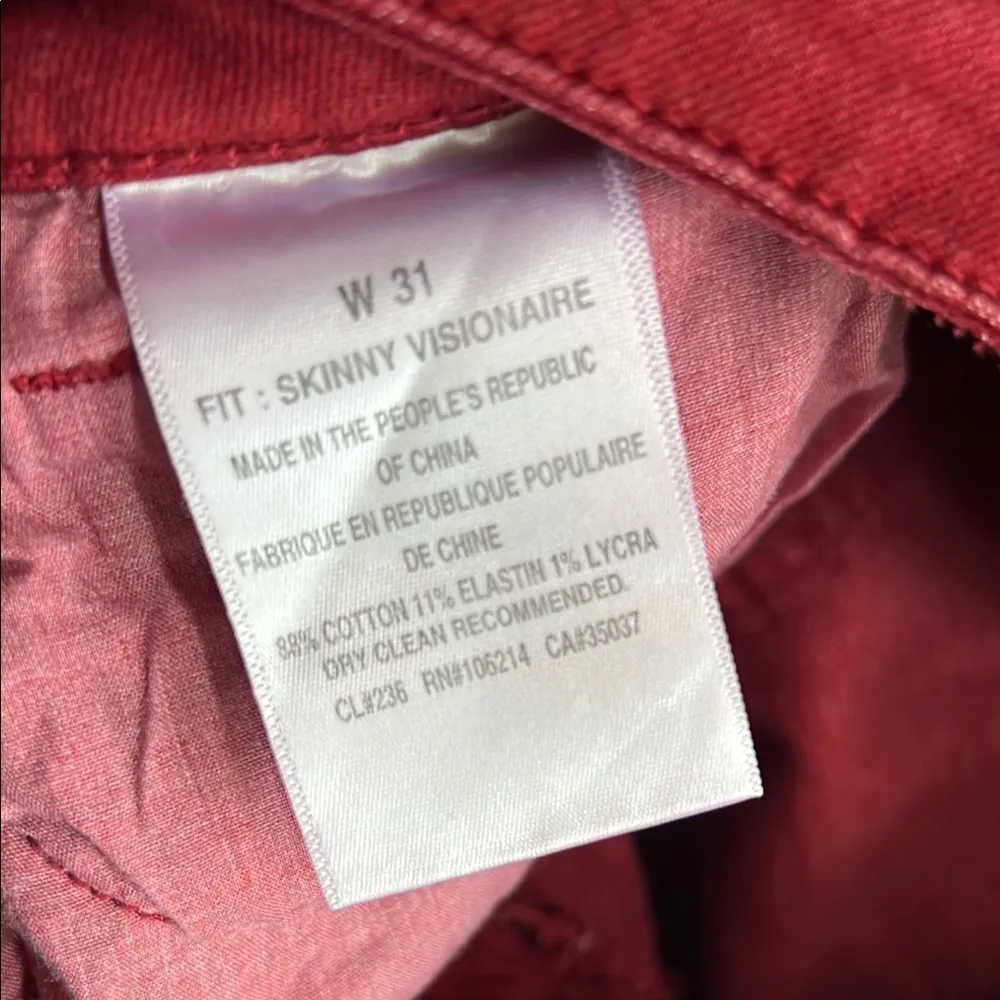 W 31
FIT : SKINNY VISIONAIRE
MADE IN THE PEOPLE'S REPUBLIC
OF CHINA
FABRIQUE EN REPUBLIQUE POPULAIRE
DE CHINE
88% COTTON 11% ELASTIN 1% LYCRA
DRY CLEAN RECOMMENDED.
CL#236 RN#106214 CA#35037